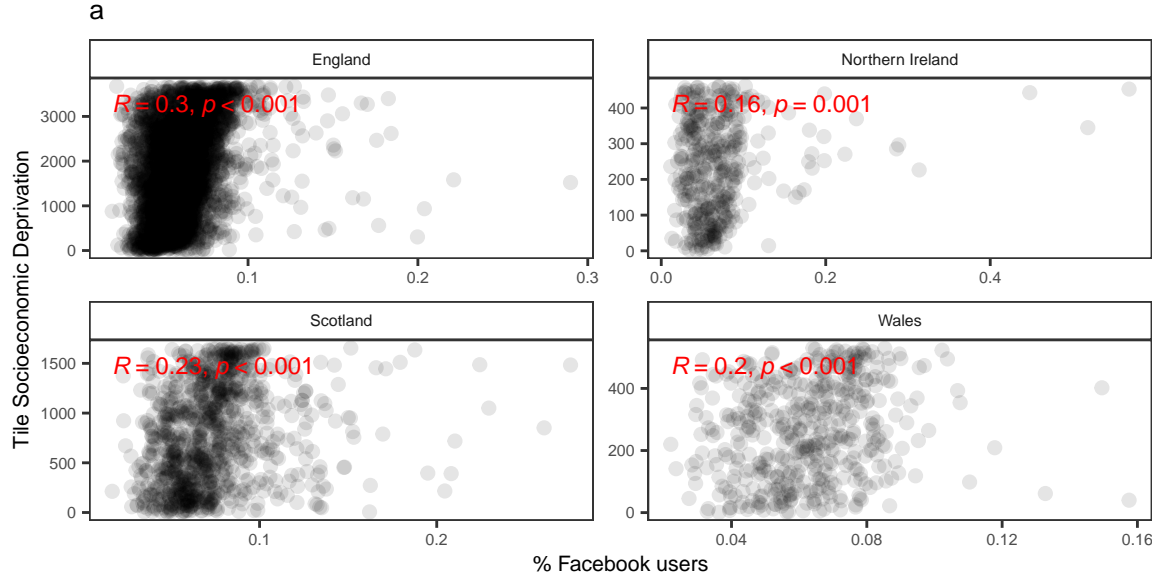 a
England
Northern Ireland
R = 0.3, p < 0.001
R = 0.16, p = 0.001
3000
2000
1000
0
400
300
200
100
0
0.1
0.2
0.3
0.0
0.2
0.4
Scotland
Wales
R = 0.23, p < 0.001
R = 0.2, p < 0.001
1500
1000
500
0
400
200
0
0.1
0.2
0.04
0.08
0.12
0.16
Tile Socioeconomic Deprivation
% Facebook users